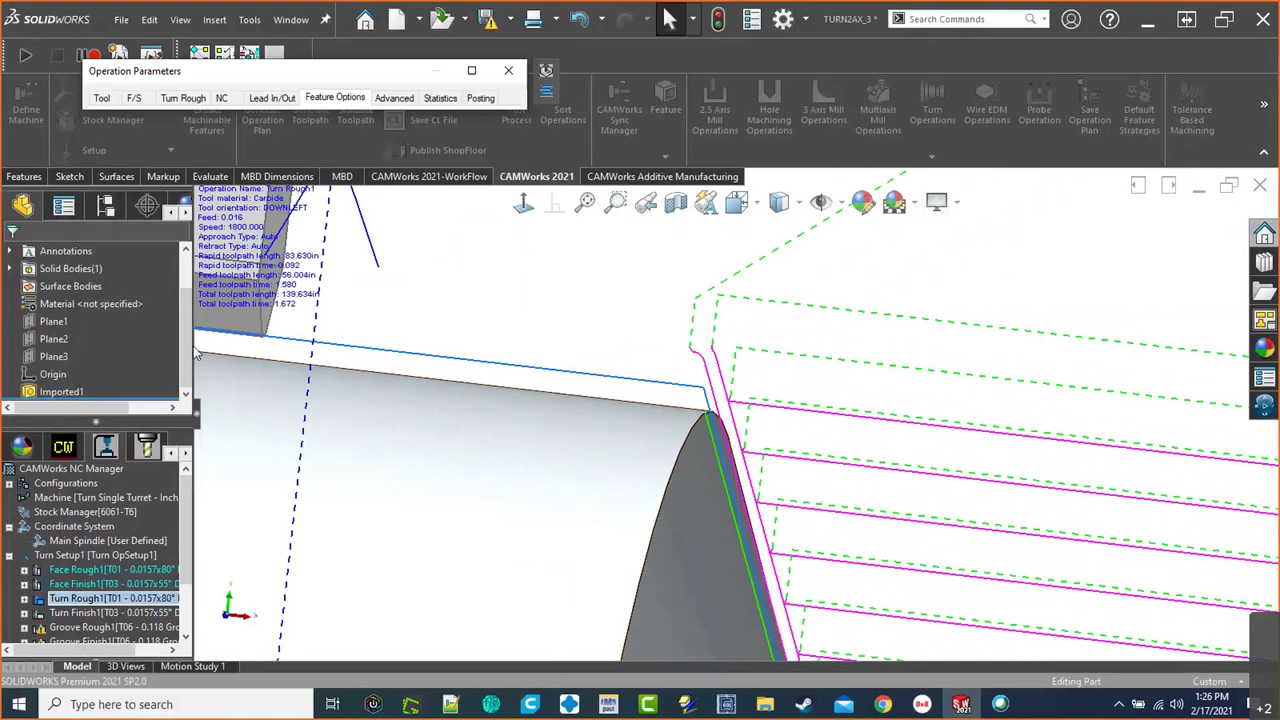 SOLIDWORKS File Edit View Insert Tools Window TURN2AX_3 * Search Commands
Operation Parameters
Tool F/S Turn Rough NC Lead In/Out Feature Options Advanced Statistics Posting
Define Machine
Stock Manager
Machinable Features
Operation Plan
Toolpath
Toolpath
Save CL File
Process
Sort Operations
CAMWorks Sync Manager
Feature
2.5 Axis Mill Operations
Hole Machining Operations
3 Axis Mill Operations
Multiaxis Mill Operations
Turn Operations
Wire EDM Operations
Probe Operation
Save Operation Plan
Default Feature Strategies
Tolerance Based Machining
Setup
Publish ShopFloor
Features Sketch Surfaces Markup Evaluate MBD Dimensions MBD CAMWorks 2021-WorkFlow CAMWorks 2021 CAMWorks Additive Manufacturing
Operation Name: Turn Rough1
Tool material: Carbide
Tool orientation: DOWNLEFT
Feed: 0.016
Speed: 1800.000
Approach Type: Auto
Retract Type: Auto
Rapid toolpath length: 83.630in
Rapid toolpath time: 0.092
Feed toolpath length: 56.004in
Feed toolpath time: 1.580
Total toolpath length: 139.634in
Total toolpath time: 1.672
Annotations
Solid Bodies(1)
Surface Bodies
Material <not specified>
Plane1
Plane2
Plane3
Origin
Imported1
CAMWorks NC Manager
Configurations
Machine [Turn Single Turret - Inch
Stock Manager[6061-T6]
Coordinate System
Main Spindle [User Defined]
Turn Setup1 [Turn OpSetup1]
Face Rough1[T01 - 0.0157x80°
Face Finish1[T03 - 0.0157x55° D
Turn Rough1[T01 - 0.0157x80°
Turn Finish1[T03 - 0.0157x55° D
Groove Rough1[T06 - 0.118 G
Groove Finish1[T06 - 0.118
Model 3D Views Motion Study 1
SOLIDWORKS Premium 2021 SP2.0 Editing Part Custom
Type here to search
1:26 PM
2/17/2021
+2